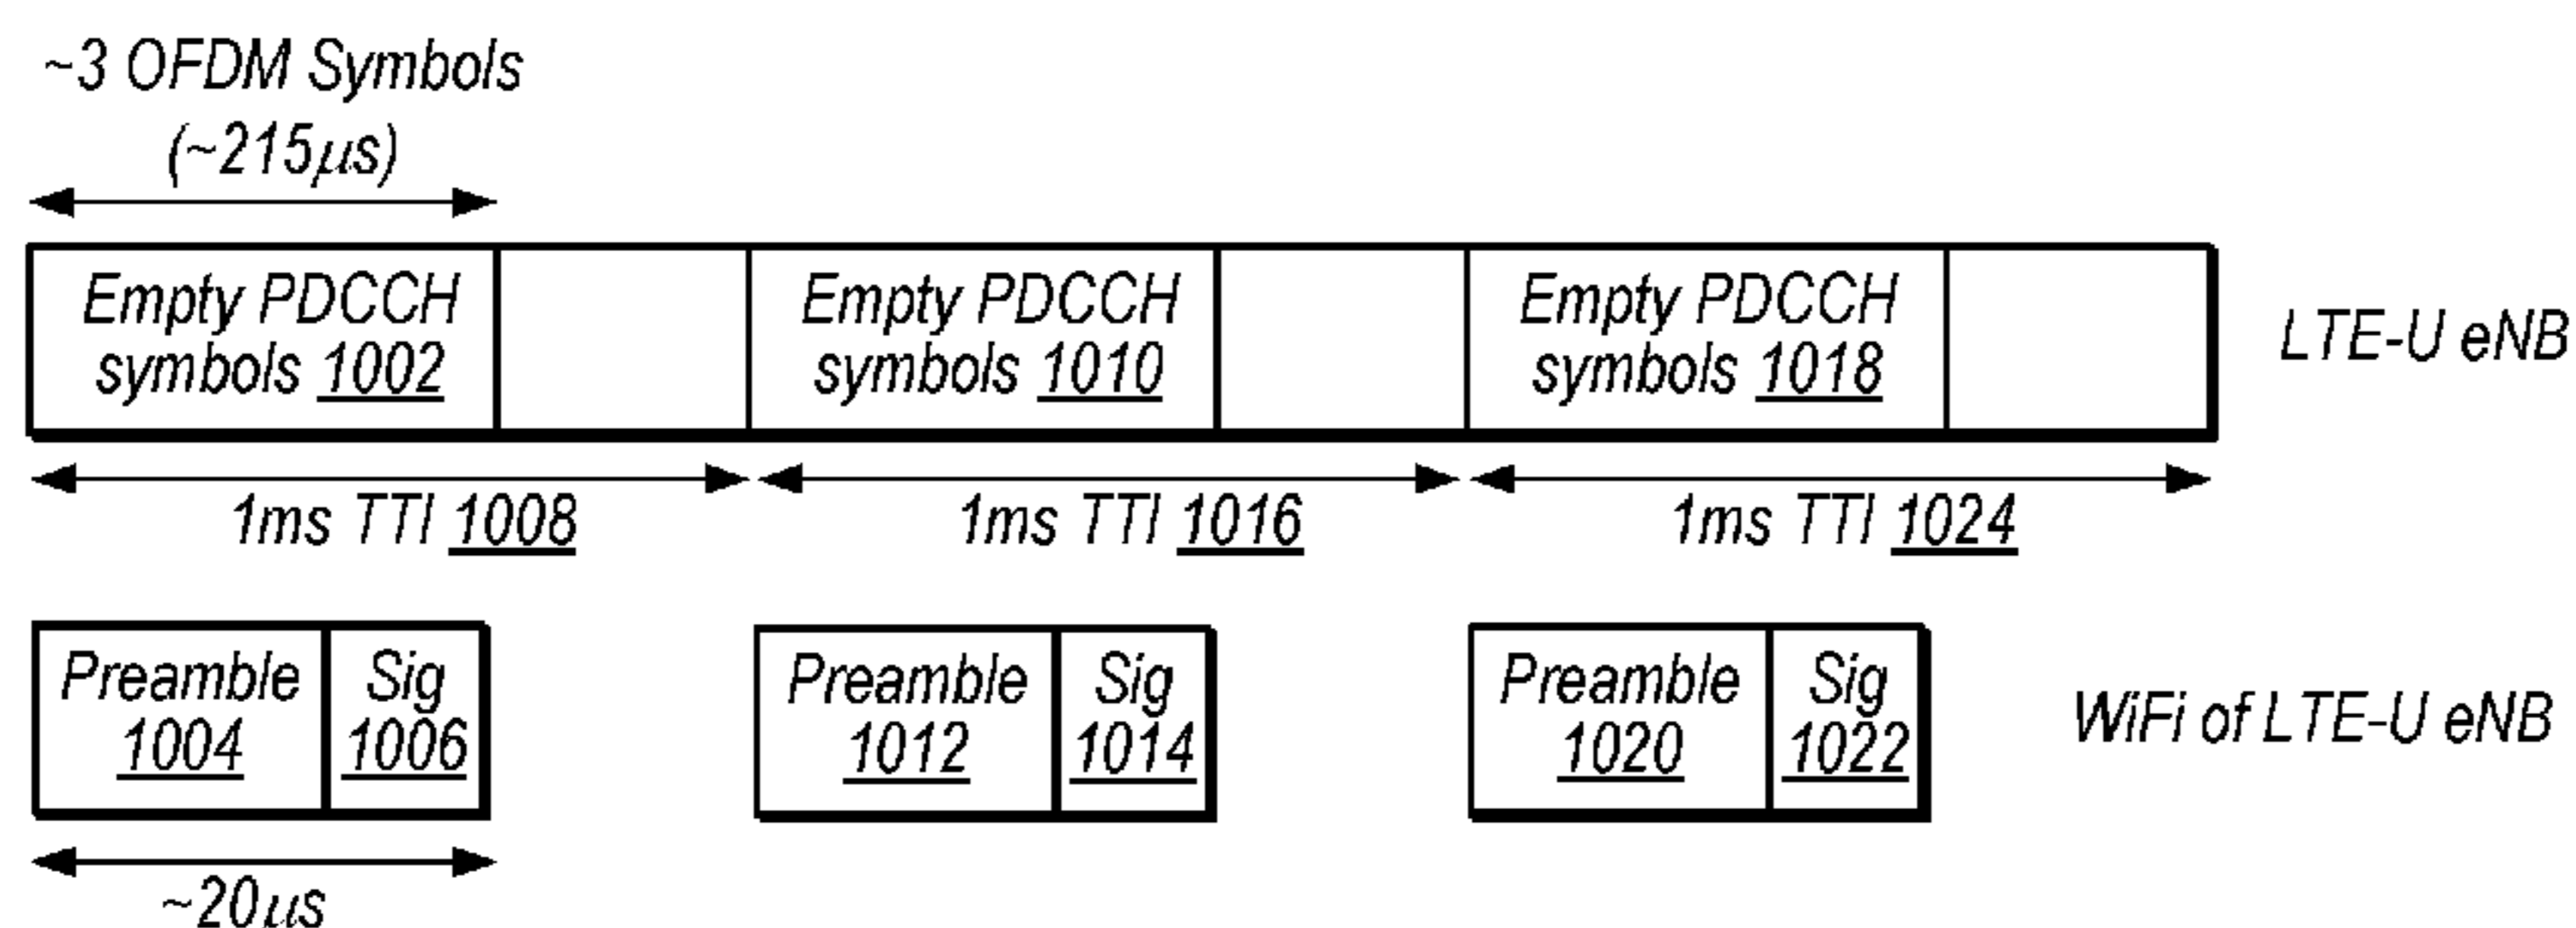 ~3 OFDM Symbols
(~215μs)
Empty PDCCH
symbols 1002
Empty PDCCH
symbols 1010
Empty PDCCH
symbols 1018
LTE-U eNB
1ms TTI 1008
1ms TTI 1016
1ms TTI 1024
Preamble
1004
Sig
1006
Preamble
1012
Sig
1014
Preamble
1020
Sig
1022
WiFi of LTE-U eNB
~20μs